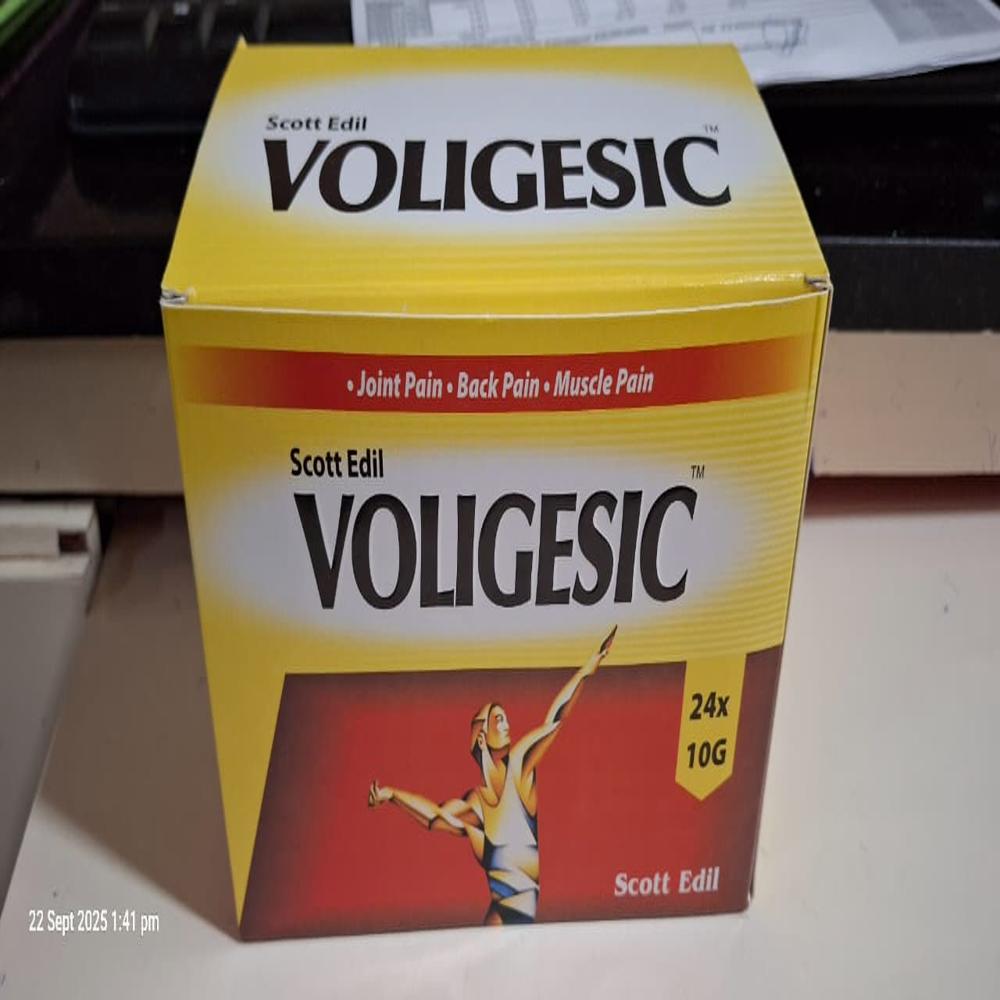 Scott Edil
VOLIGESIC™
• Joint Pain • Back Pain • Muscle Pain
Scott Edil
VOLIGESIC™
24x
10G
Scott Edil
22 Sept 2025 1:41 pm